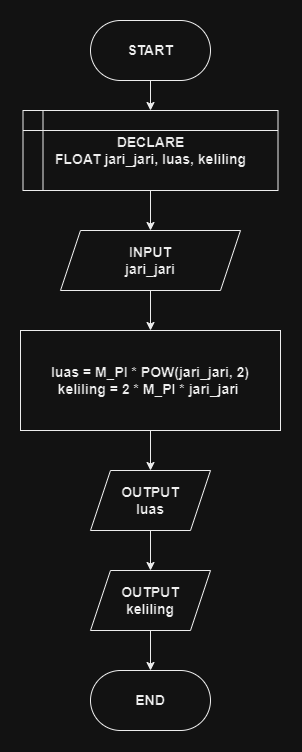 START
DECLARE
FLOAT jari_jari, luas, keliling
INPUT
jari_jari
luas = M_PI * POW(jari_jari, 2)
keliling = 2 * M_PI * jari_jari
OUTPUT
luas
OUTPUT
keliling
END